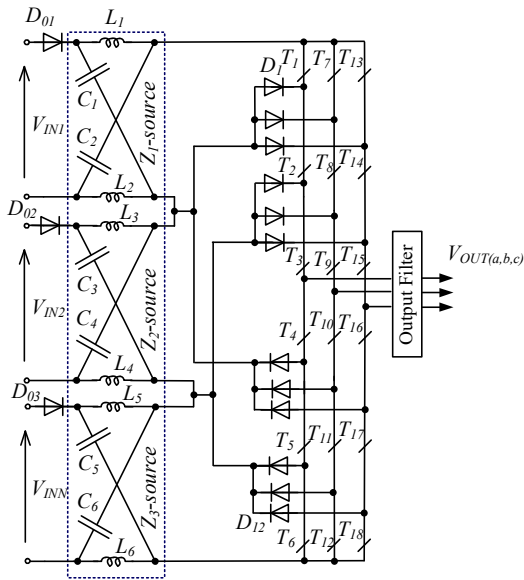 D01 L1
C1
C2
VIN1
Z1-source
L2
D02 L3
C3
C4
VIN2
Z2-source
L4
D03 L5
C5
C6
VINN
Z3-source
L6
D1 T1 T7 T13
T2 T8 T14
T3 T9 T15
T4 T10 T16
T5 T11 T17
D12 T6 T12 T18
Output Filter
VOUT(a,b,c)